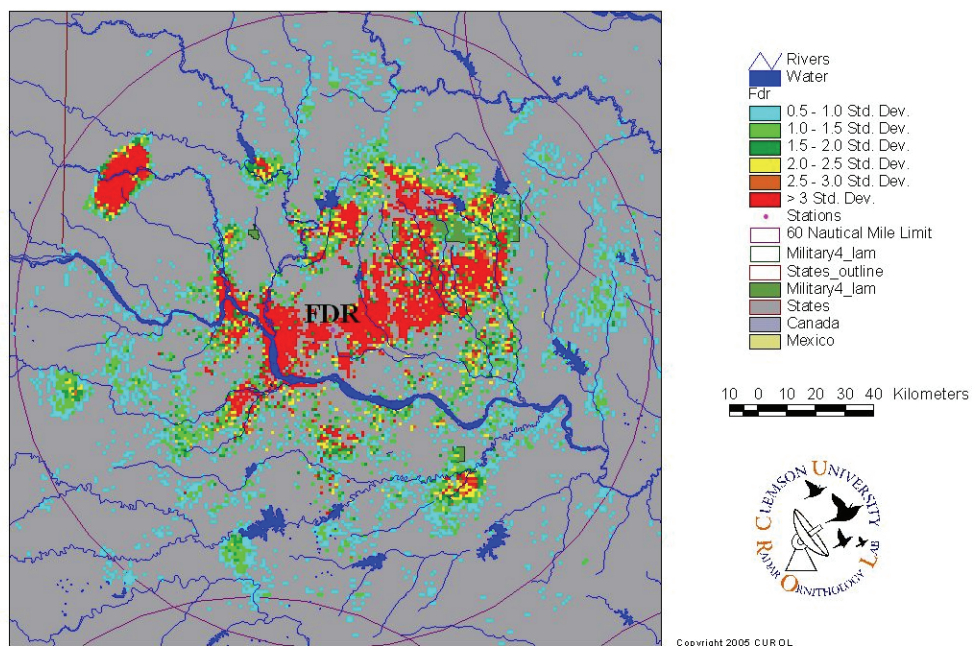 FDR
Rivers
Water
Fdr
0.5 - 1.0 Std. Dev.
1.0 - 1.5 Std. Dev.
1.5 - 2.0 Std. Dev.
2.0 - 2.5 Std. Dev.
2.5 - 3.0 Std. Dev.
> 3 Std. Dev.
Stations
60 Nautical Mile Limit
Military4_lam
States_outline
Military4_lam
States
Canada
Mexico
10 0 10 20 30 40 Kilometers
CLEMSON UNIVERSITY
RADAR ORNITHOLOGY LAB
Copyright 2005 CUROL